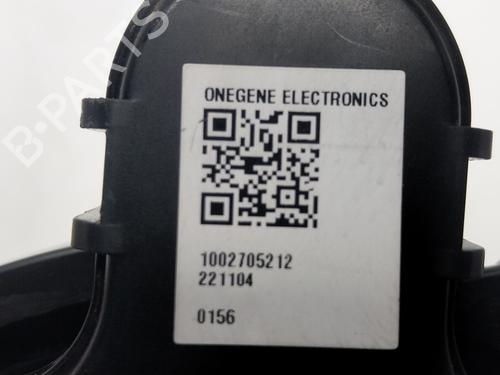 B-PARTS
ONEGENE ELECTRONICS
1002705212
221104
0156